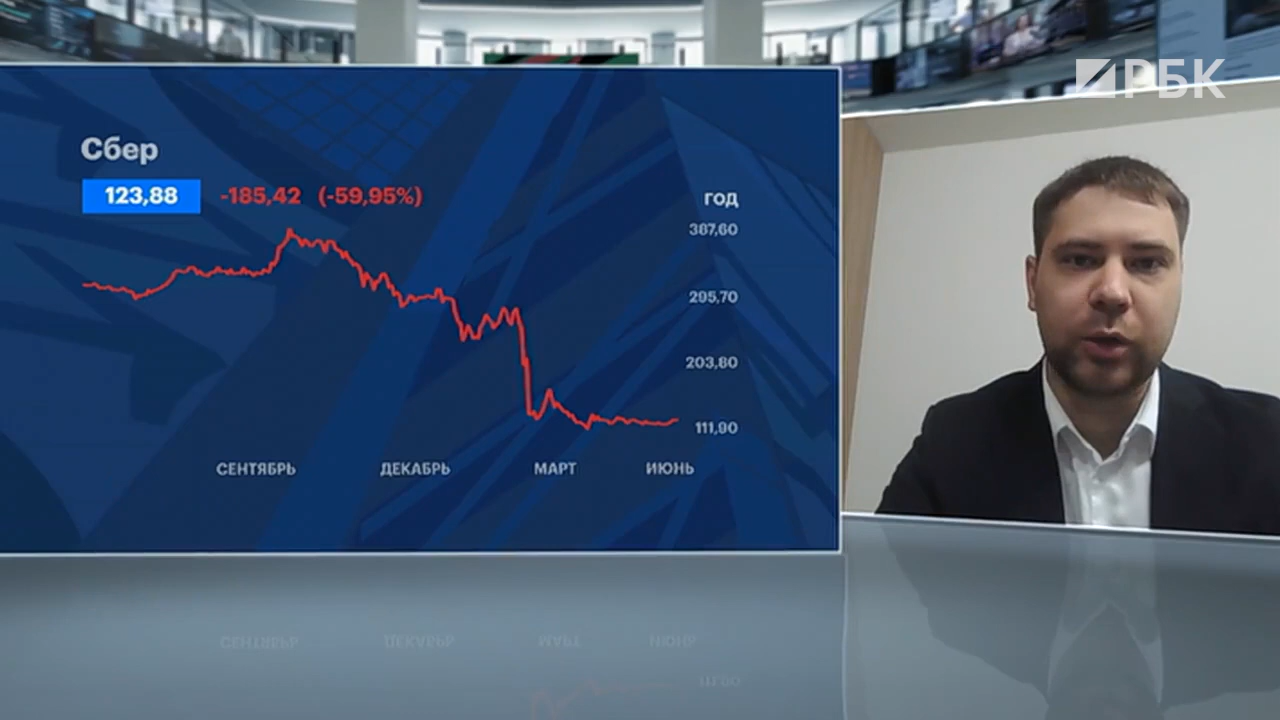 РБК
Сбер
123,88 -185,42 (-59,95%)
ГОД
387,60
295,70
203,80
111,90
СЕНТЯБРЬ ДЕКАБРЬ МАРТ ИЮНЬ